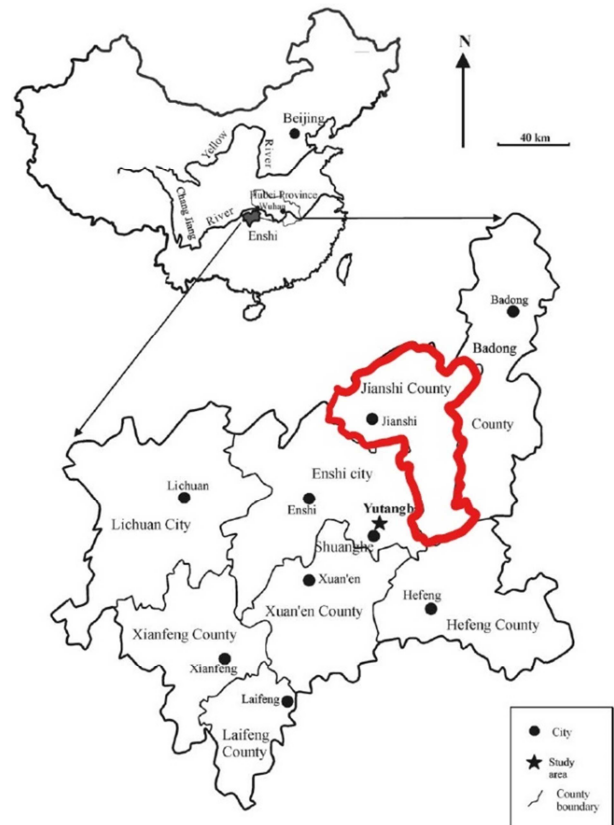 N
Beijing
40 km
Yellow
River
Hubei Province
Wuhan
Chang Jiang
River
Enshi
Badong
Badong
Jianshi County
Jianshi
County
Enshi city
Lichuan
Enshi
Lichuan City
Shuanghe
Xuan'en
Xuan'en County
Hefeng
Hefeng County
Xianfeng County
Xianfeng
Laifeng
Laifeng
County
City
Study
area
County
boundary